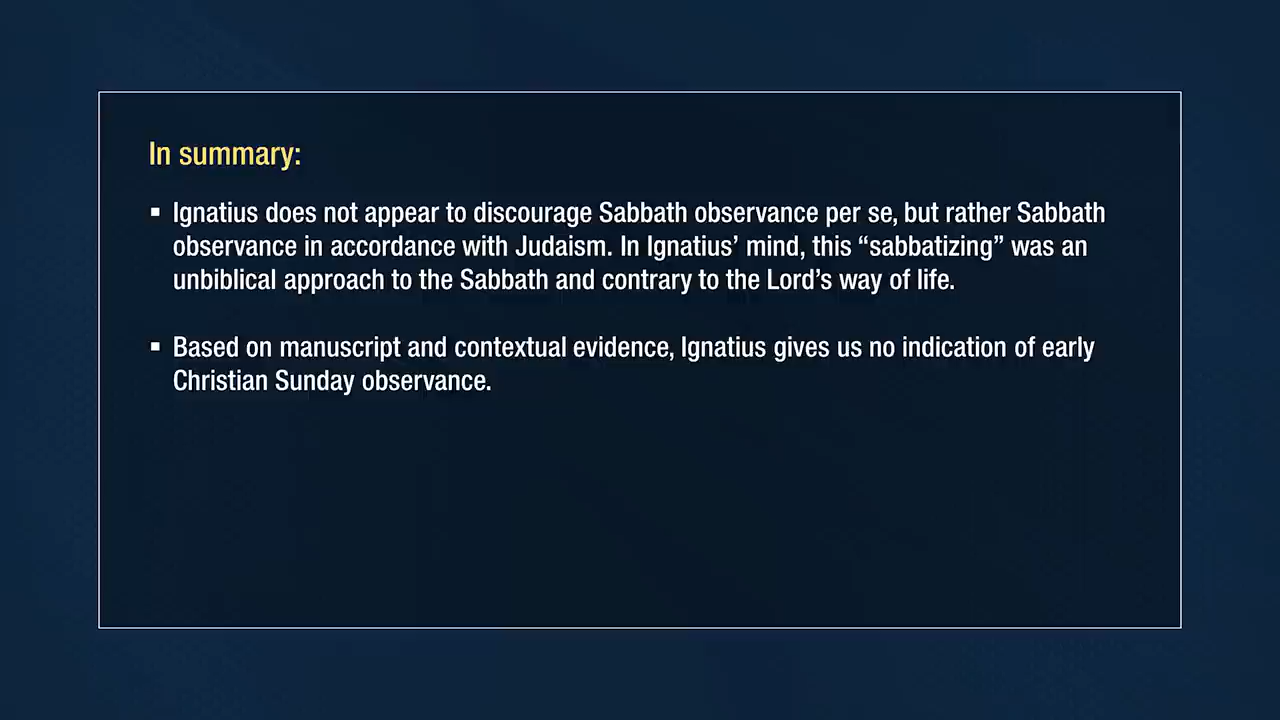 In summary:
▪ Ignatius does not appear to discourage Sabbath observance per se, but rather Sabbath
observance in accordance with Judaism. In Ignatius’ mind, this “sabbatizing” was an
unbiblical approach to the Sabbath and contrary to the Lord’s way of life.
▪ Based on manuscript and contextual evidence, Ignatius gives us no indication of early
Christian Sunday observance.